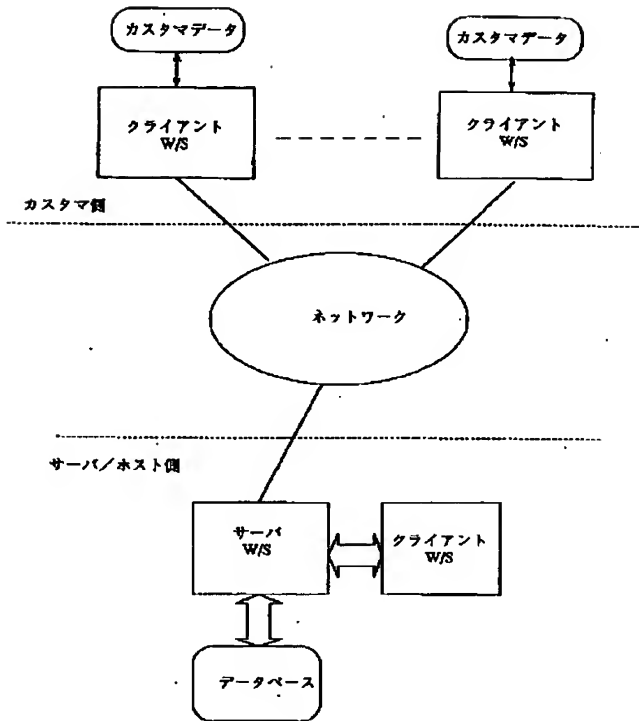 カスタマデータ
カスタマデータ
クライアント
W/S
クライアント
W/S
カスタマ側
ネットワーク
サーバ／ホスト側
サーバ
W/S
クライアント
W/S
データベース